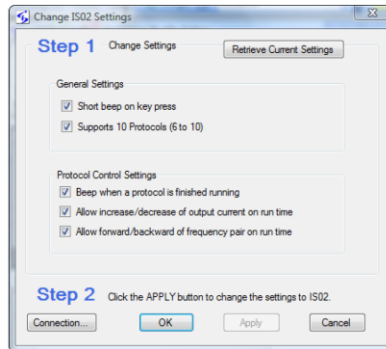 Change IS02 Settings
Step 1 Change Settings Retrieve Current Settings
General Settings
Short beep on key press
Supports 10 Protocols (6 to 10)
Protocol Control Settings
Beep when a protocol is finished running
Allow increase/decrease of output current on run time
Allow forward/backward of frequency pair on run time
Step 2 Click the APPLY button to change the settings to IS02.
Connection... OK Apply Cancel